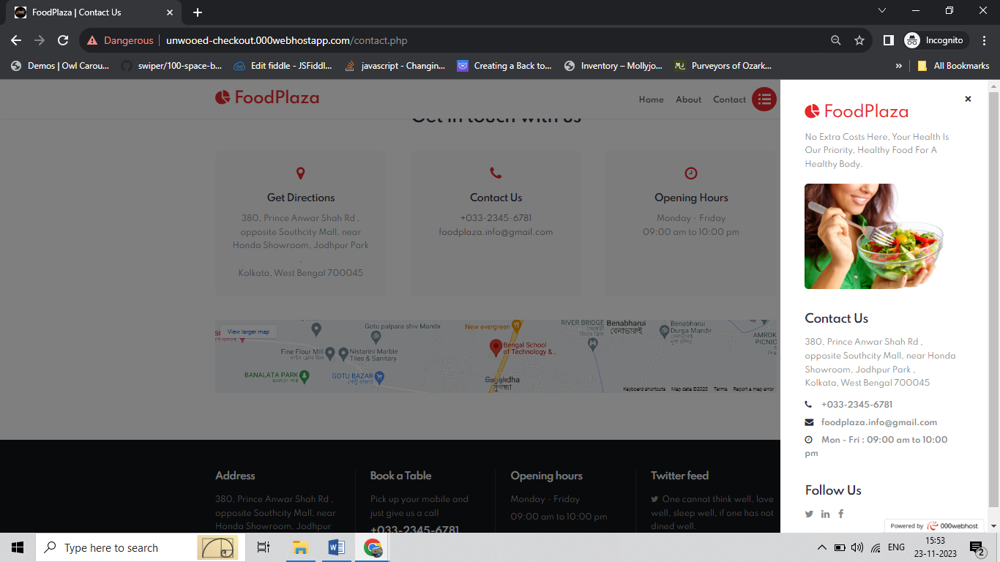 FoodPlaza | Contact Us
Dangerous
unwooed-checkout.000webhostapp.com/contact.php
Incognito
Demos | Owl Carou...
swiper/100-space-b...
Edit fiddle - JSFiddl...
javascript - Changin...
Creating a Back to...
Inventory – Mollyjo...
Purveyors of Ozark...
»
All Bookmarks
FoodPlaza
Home
About
Contact
Get in touch with us
Get Directions
380, Prince Anwar Shah Rd ,
opposite Southcity Mall, near
Honda Showroom, Jodhpur Park
,
Kolkata, West Bengal 700045
Contact Us
+033-2345-6781
foodplaza.info@gmail.com
Opening Hours
Monday - Friday
09:00 am to 10:00 pm
View larger map
Gotu palpara shiv Mandir
New evergreen
RIVER BRIDGE
Benabharui
বেনাভারুই
Benabharui
Durga Mandir
AMROK
PICNIC
Fine Flour Mill
Nistarini Marble
Tiles & Sanitary
Bengal School
of Technology &...
BANALATA PARK
বনলতা পার্ক
GOTU BAZAR
Google
সুগন্ধা
Keyboard shortcuts
Map data ©2023
Terms
Report a map error
Address
380, Prince Anwar Shah Rd ,
opposite Southcity Mall, near
Honda Showroom, Jodhpur
Book a Table
Pick up your mobile and
just give us a call
+033-2345-6781
Opening hours
Monday - Friday
09:00 am to 10:00 pm
Twitter feed
One cannot think well, love
well, sleep well, if one has not
dined well.
FoodPlaza
No Extra Costs Here, Your Health Is
Our Priority, Healthy Food For A
Healthy Body.
Contact Us
380, Prince Anwar Shah Rd ,
opposite Southcity Mall, near Honda
Showroom, Jodhpur Park ,
Kolkata, West Bengal 700045
+033-2345-6781
foodplaza.info@gmail.com
Mon - Fri : 09:00 am to 10:00
pm
Follow Us
Powered by 000webhost
Type here to search
ENG
15:53
23-11-2023
2